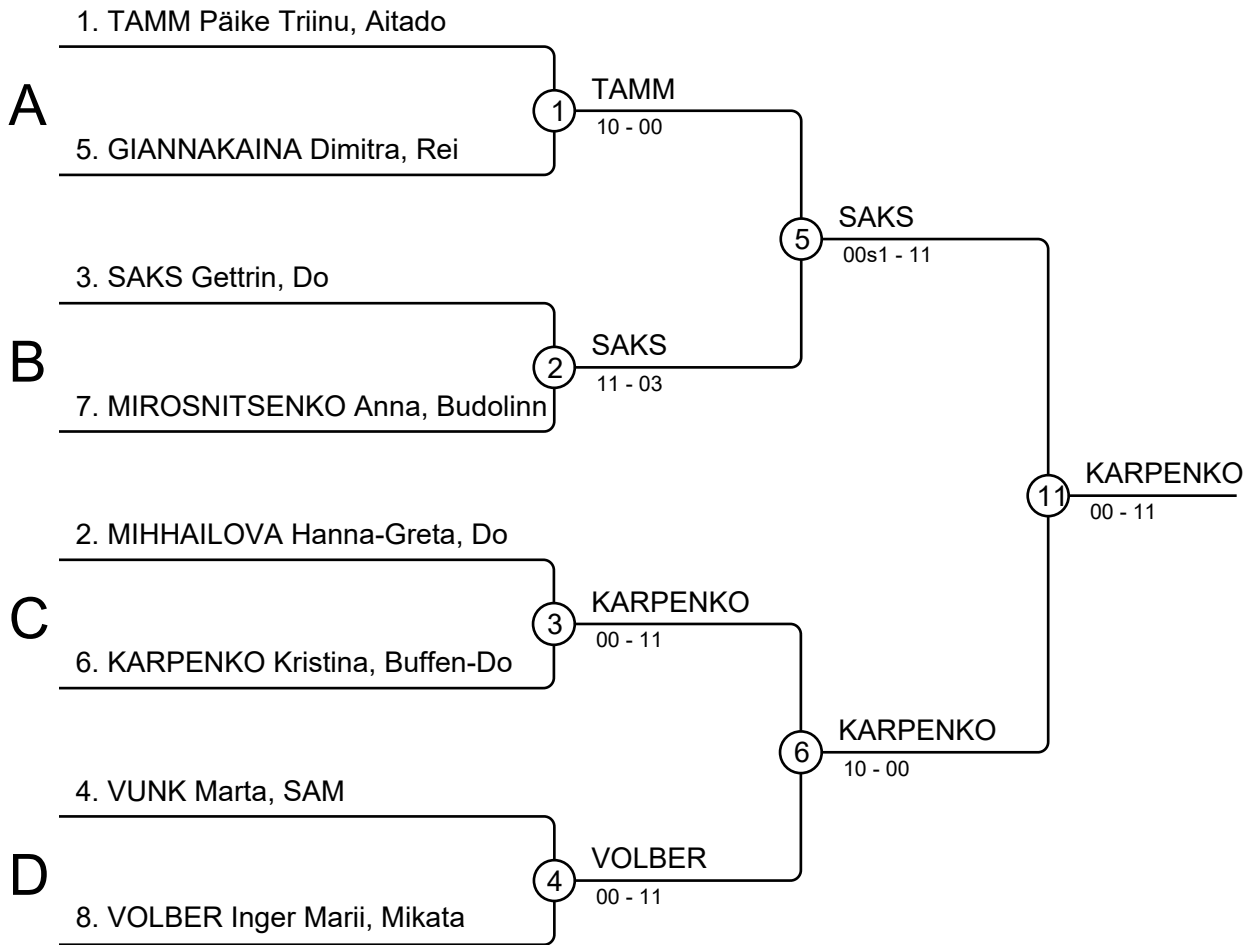 1. TAMM Päike Triinu, Aitado
A
1
TAMM
10 - 00
5. GIANNAKAINA Dimitra, Rei
5
SAKS
00s1 - 11
3. SAKS Gettrin, Do
B
2
SAKS
11 - 03
7. MIROSNITSENKO Anna, Budolinn
11
KARPENKO
00 - 11
2. MIHHAILOVA Hanna-Greta, Do
C
3
KARPENKO
00 - 11
6. KARPENKO Kristina, Buffen-Do
6
KARPENKO
10 - 00
4. VUNK Marta, SAM
D
4
VOLBER
00 - 11
8. VOLBER Inger Marii, Mikata